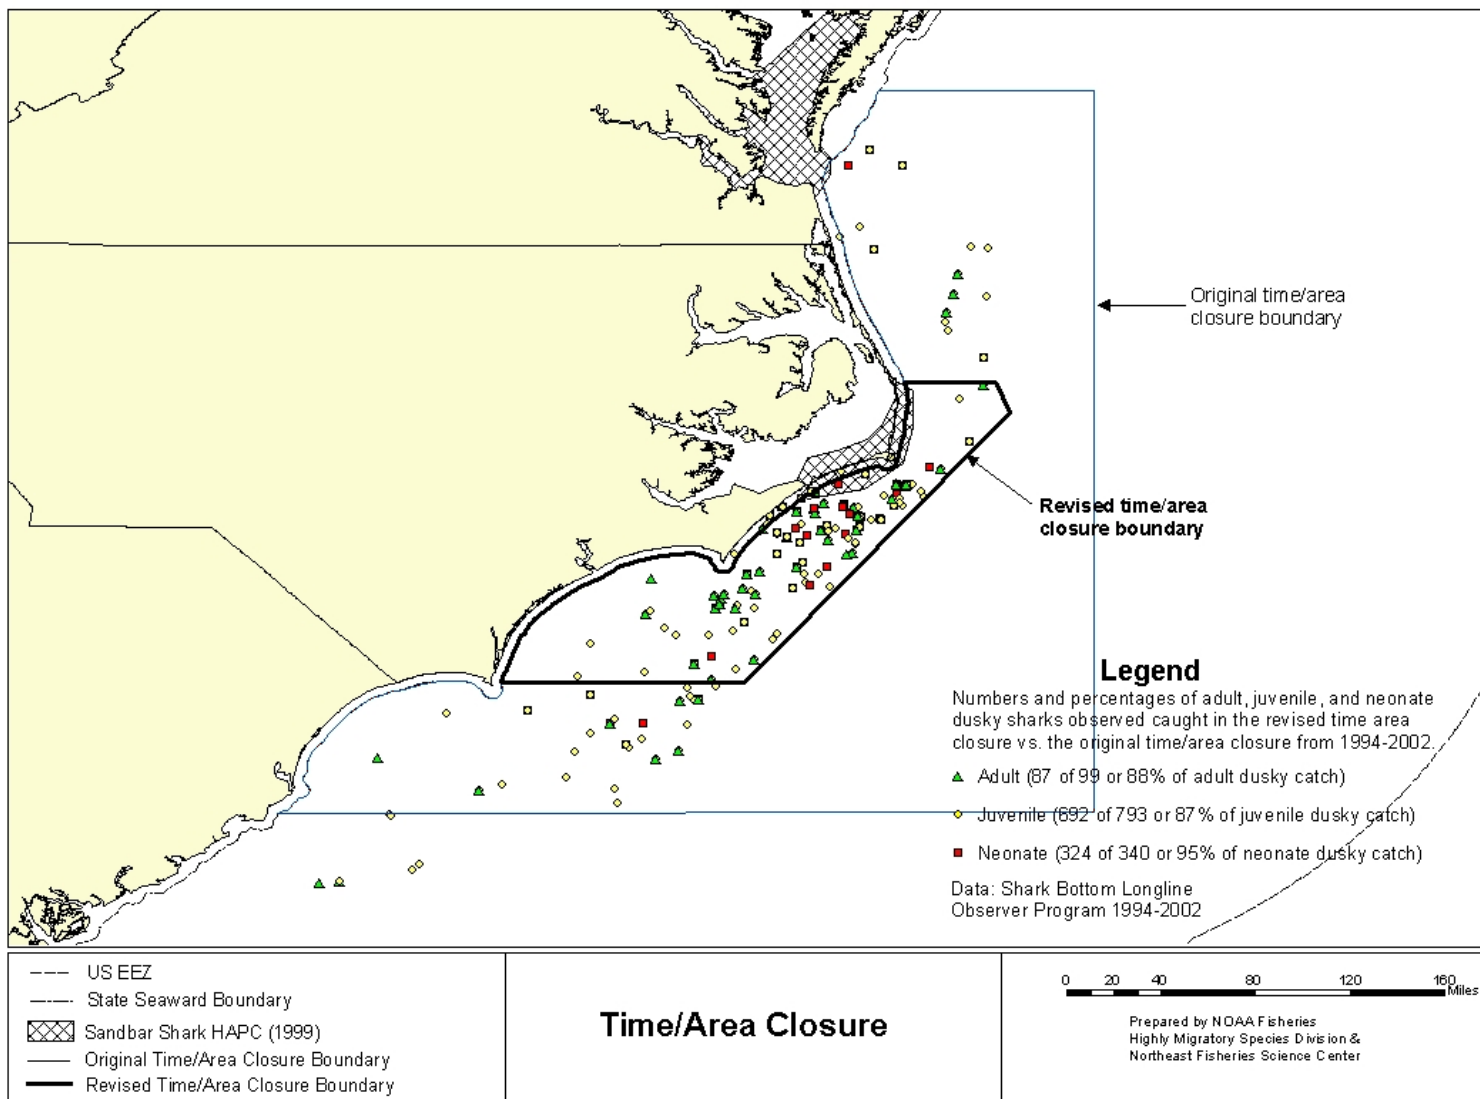 Original time/area
closure boundary
Revised time/area
closure boundary
Legend
Numbers and percentages of adult, juvenile, and neonate
dusky sharks observed caught in the revised time area
closure vs. the original time/area closure from 1994-2002.
Adult (87 of 99 or 88% of adult dusky catch)
Juvenile (692 of 793 or 87% of juvenile dusky catch)
Neonate (324 of 340 or 95% of neonate dusky catch)
Data: Shark Bottom Longline
Observer Program 1994-2002
US EEZ
State Seaward Boundary
Sandbar Shark HAPC (1999)
Original Time/Area Closure Boundary
Revised Time/Area Closure Boundary
Time/Area Closure
0 20 40 80 120 160
Miles
Prepared by NOAA Fisheries
Highly Migratory Species Division &
Northeast Fisheries Science Center